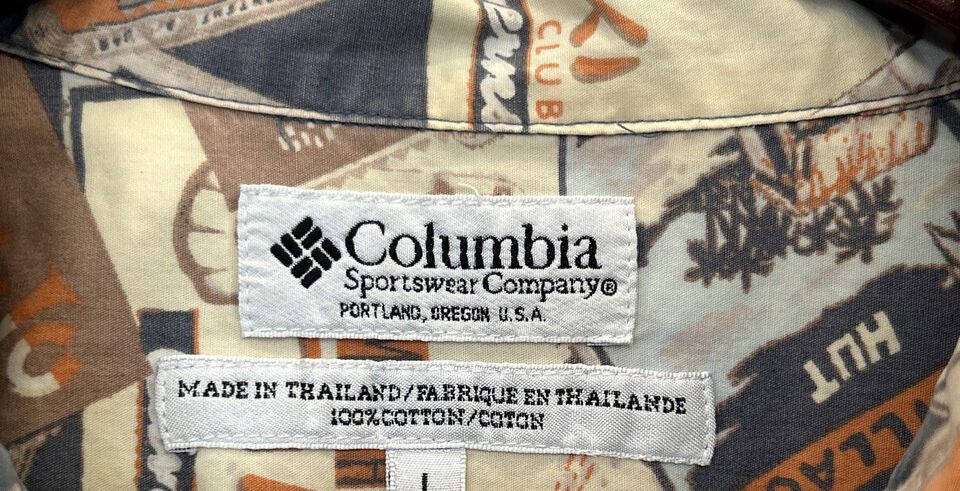 CLUB
Columbia
Sportswear Company®
PORTLAND, OREGON U.S.A.
HUT
MADE IN THAILAND/FABRIQUE EN THAILANDE
100% COTTON/COTON
L